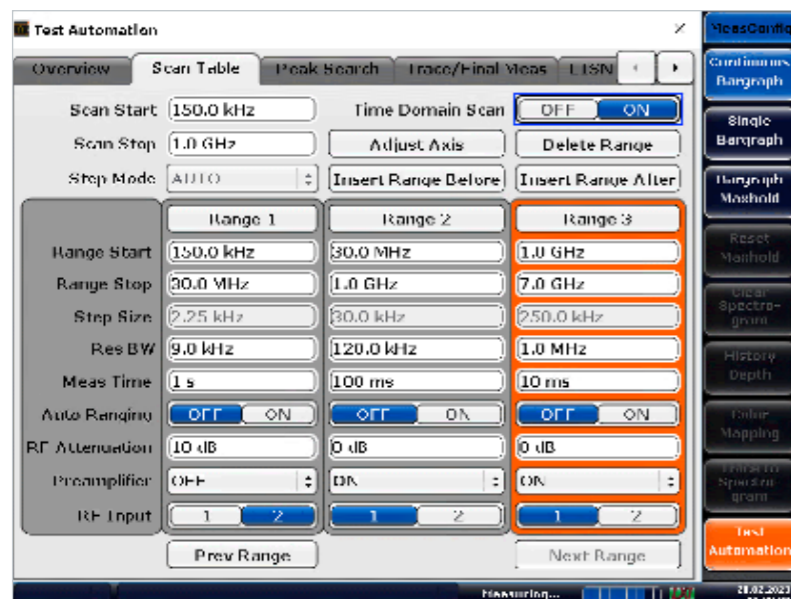 Test Automation
MeasConfig
Overview Scan Table Peak Search Trace/Final Meas LISN
Continuous Bargraph
Scan Start 150.0 kHz Time Domain Scan OFF ON
Scan Stop 1.0 GHz Adjust Axis Delete Range
Single Bargraph
Step Mode AUTO Insert Range Before Insert Range After
Bargraph Maxhold
Range 1 Range 2 Range 3
Range Start 150.0 kHz 30.0 MHz 1.0 GHz
Reset Maxhold
Range Stop 30.0 MHz 1.0 GHz 7.0 GHz
Step Size 2.25 kHz 30.0 kHz 250.0 kHz
Clear Spectro-
gram
Res BW 9.0 kHz 120.0 kHz 1.0 MHz
History Depth
Meas Time 1 s 100 ms 10 ms
Auto Ranging OFF ON OFF ON OFF ON
Color Mapping
RF Attenuation 10 dB 0 dB 0 dB
Preamplifier OFF ON ON
Spectro-
gram
RF Input 1 2 1 2 1 2
Test Automation
Prev Range Next Range
Measuring...